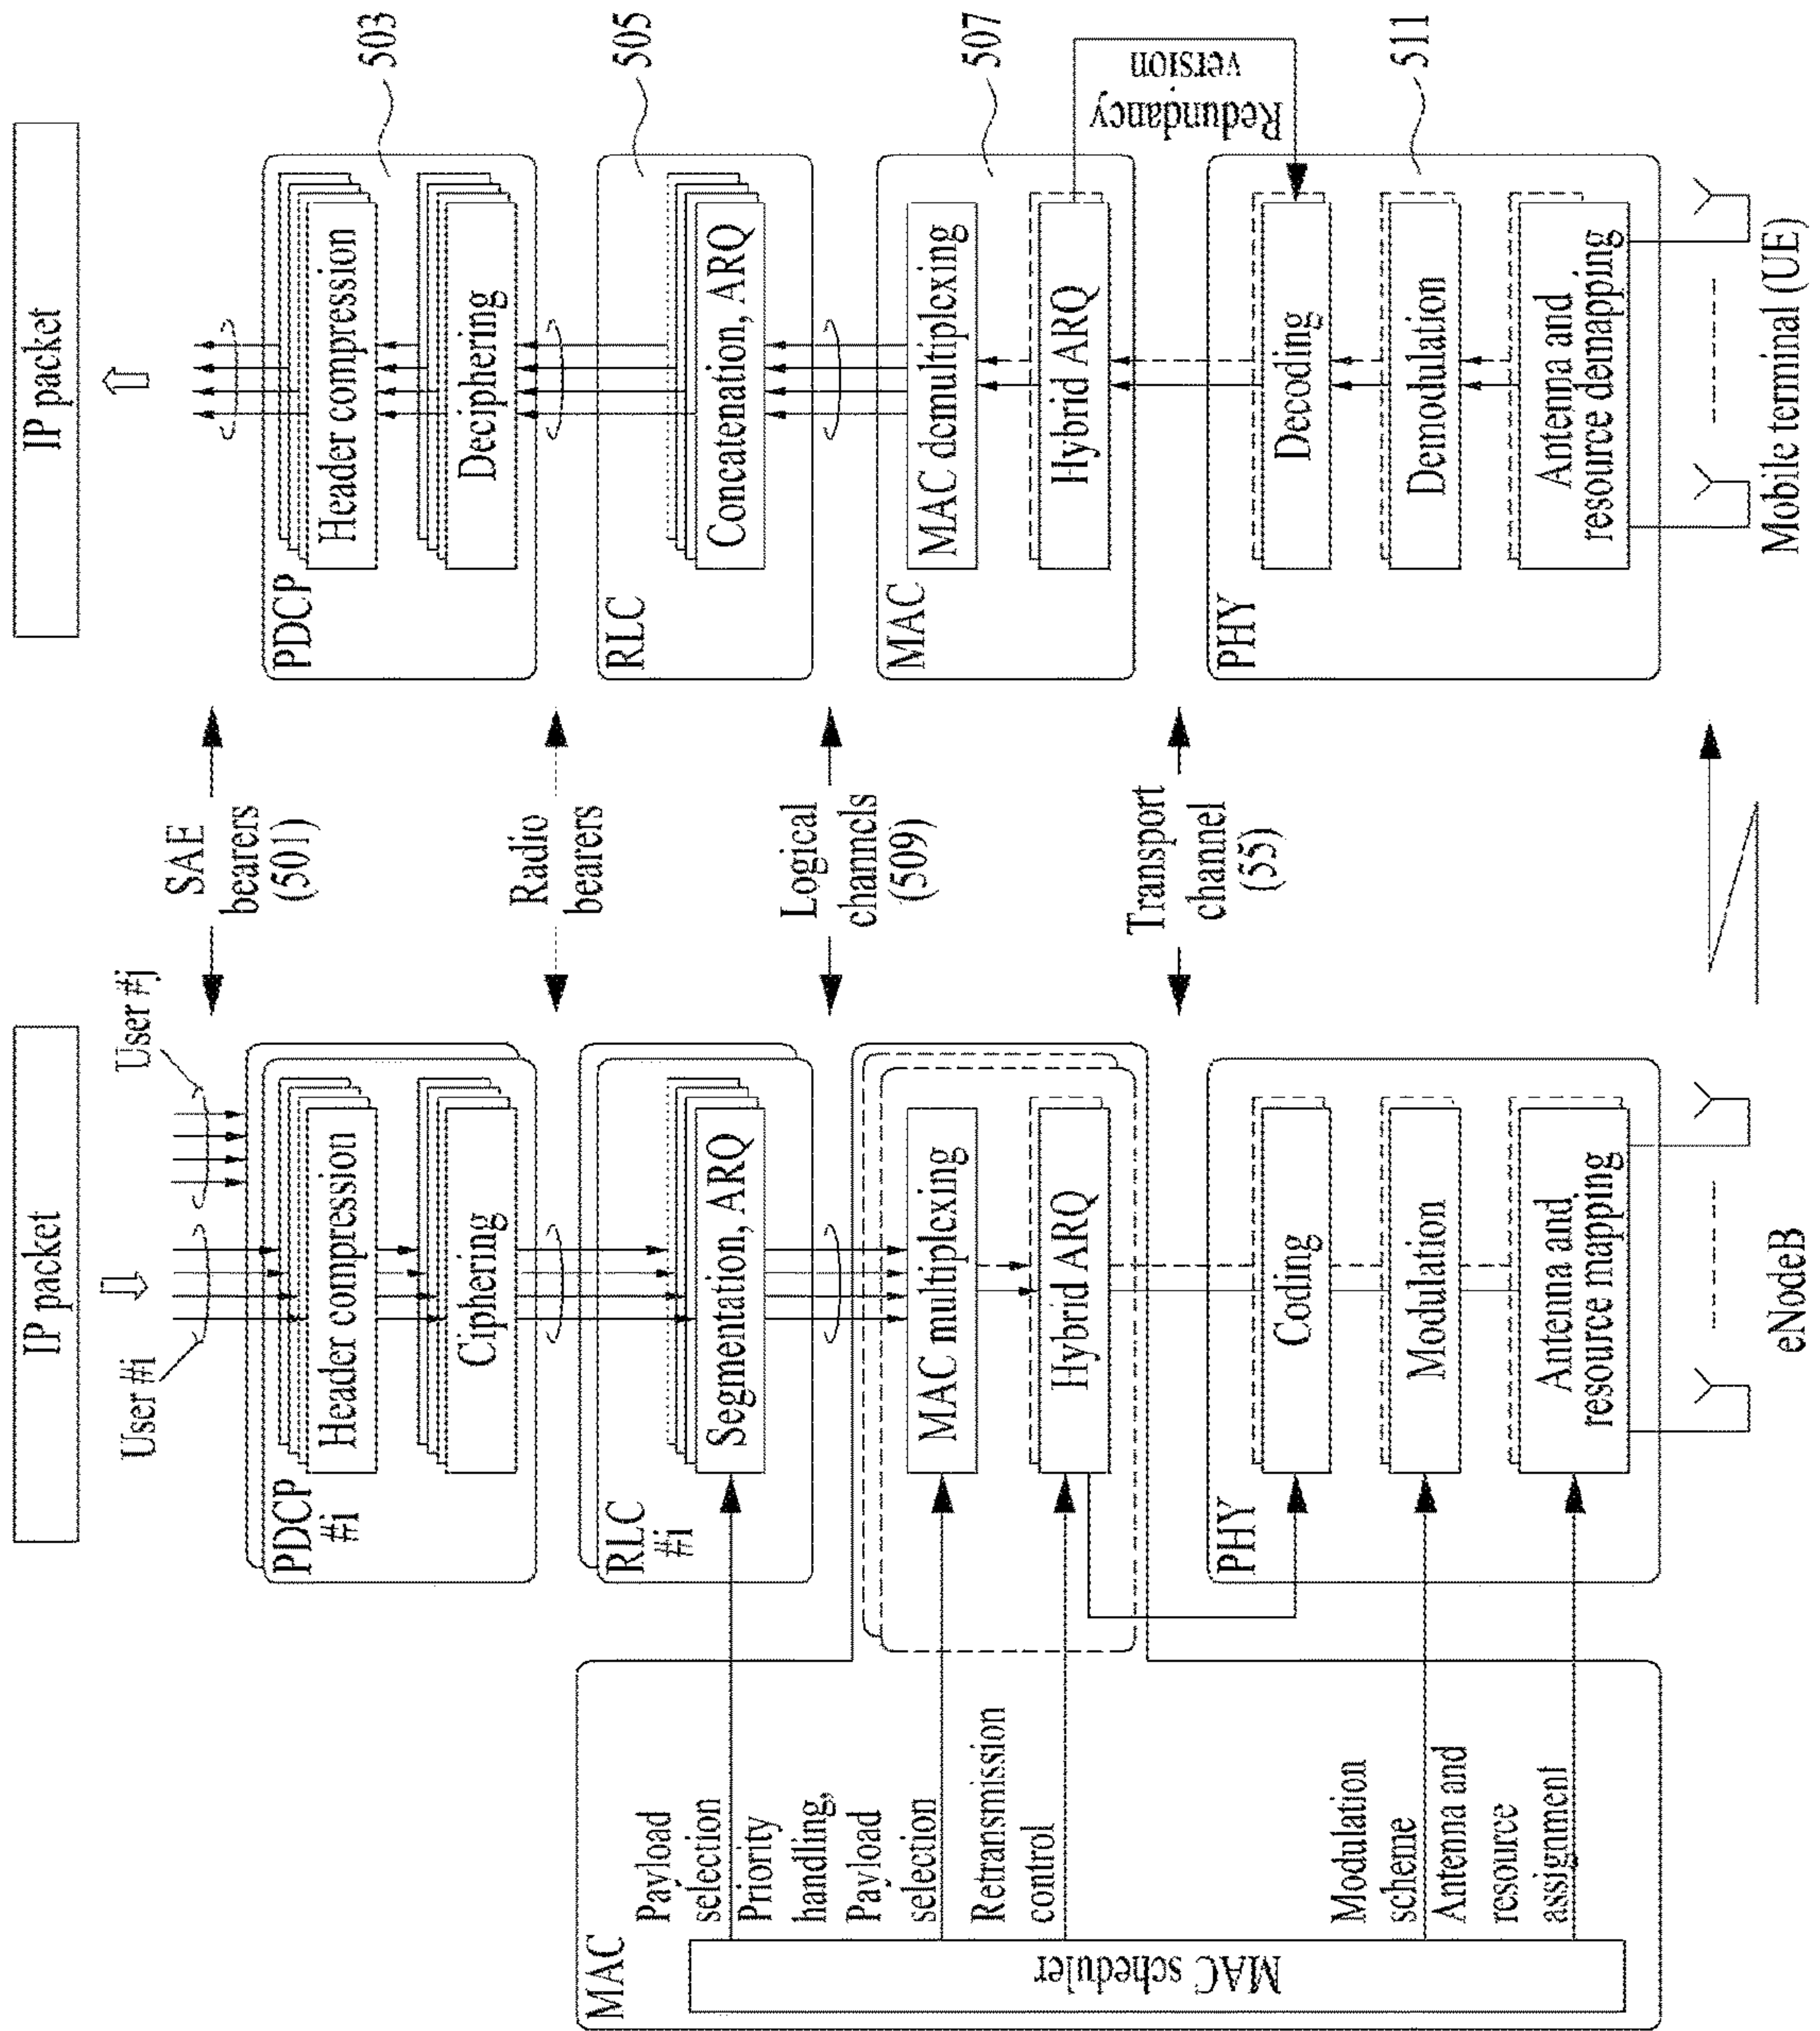 IP packet
User #i
User #j
PDCP
#i
Header compression
Ciphering
RLC
#i
Segmentation, ARQ
MAC
MAC scheduler
Payload
selection
Priority
handling,
Payload
selection
Retransmission
control
Modulation
scheme
Antenna and
resource
assignment
MAC multiplexing
Hybrid ARQ
PHY
Coding
Modulation
Antenna and
resource mapping
eNodeB
SAE
bearers
(501)
Radio
bearers
Logical
channels
(509)
Transport
channel
(55)
IP packet
PDCP
503
Header compression
Deciphering
RLC
505
Concatenation, ARQ
MAC
507
MAC demultiplexing
Hybrid ARQ
Redundancy
version
PHY
511
Decoding
Demodulation
Antenna and
resource demapping
Mobile terminal (UE)